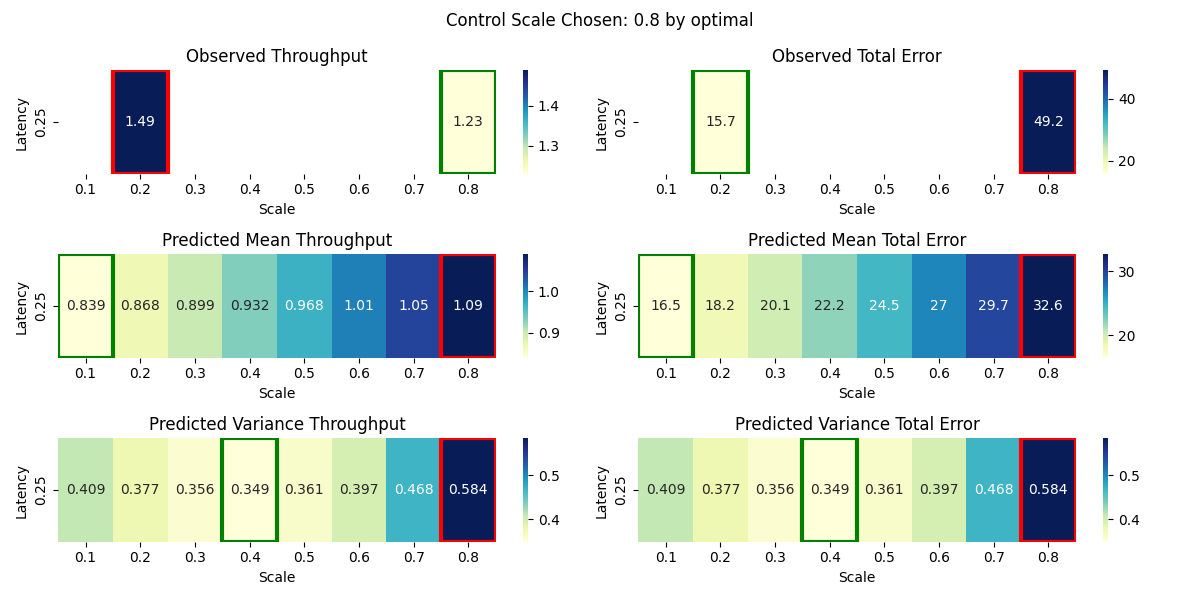 Control Scale Chosen: 0.8 by optimal
Observed Throughput
Latency
0.25
1.49
1.23
0.1 0.2 0.3 0.4 0.5 0.6 0.7 0.8
Scale
1.4
1.3
Observed Total Error
Latency
0.25
15.7
49.2
0.1 0.2 0.3 0.4 0.5 0.6 0.7 0.8
Scale
40
20
Predicted Mean Throughput
Latency
0.25
0.839 0.868 0.899 0.932 0.968 1.01 1.05 1.09
0.1 0.2 0.3 0.4 0.5 0.6 0.7 0.8
Scale
1.0
0.9
Predicted Mean Total Error
Latency
0.25
16.5 18.2 20.1 22.2 24.5 27 29.7 32.6
0.1 0.2 0.3 0.4 0.5 0.6 0.7 0.8
Scale
30
20
Predicted Variance Throughput
Latency
0.25
0.409 0.377 0.356 0.349 0.361 0.397 0.468 0.584
0.1 0.2 0.3 0.4 0.5 0.6 0.7 0.8
Scale
0.5
0.4
Predicted Variance Total Error
Latency
0.25
0.409 0.377 0.356 0.349 0.361 0.397 0.468 0.584
0.1 0.2 0.3 0.4 0.5 0.6 0.7 0.8
Scale
0.5
0.4